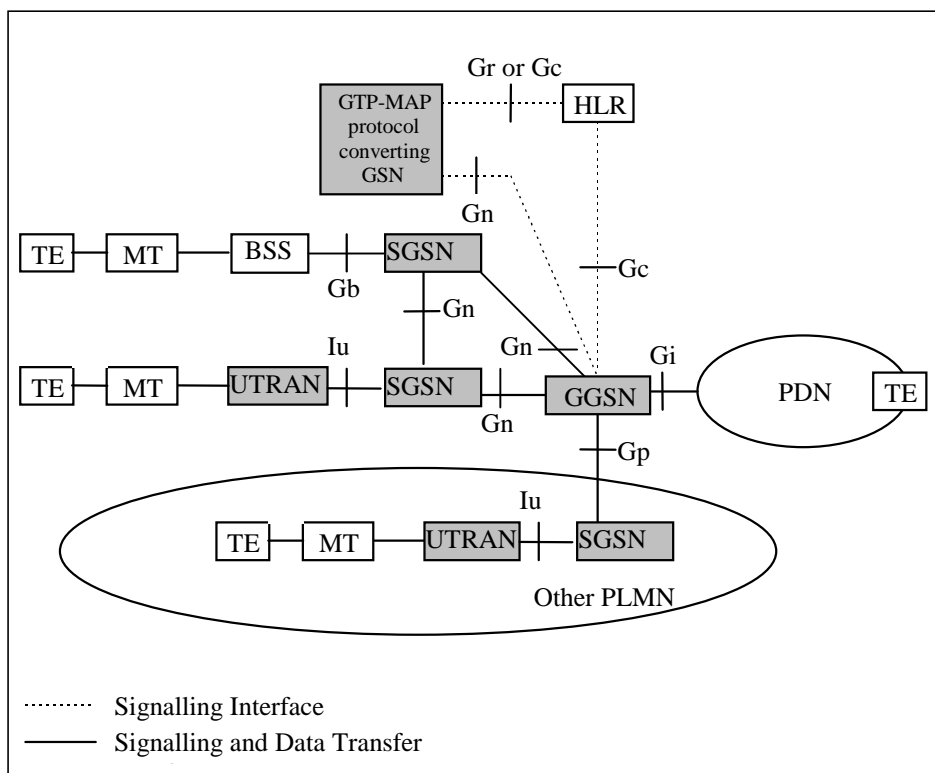 Gr or Gc
GTP-MAP
protocol
converting
GSN
HLR
Gn
TE
MT
BSS
Gb
SGSN
Gc
Gn
Gn
TE
MT
UTRAN
Iu
SGSN
Gn
GGSN
Gi
PDN
TE
Gp
TE
MT
UTRAN
Iu
SGSN
Other PLMN
Signalling Interface
Signalling and Data Transfer